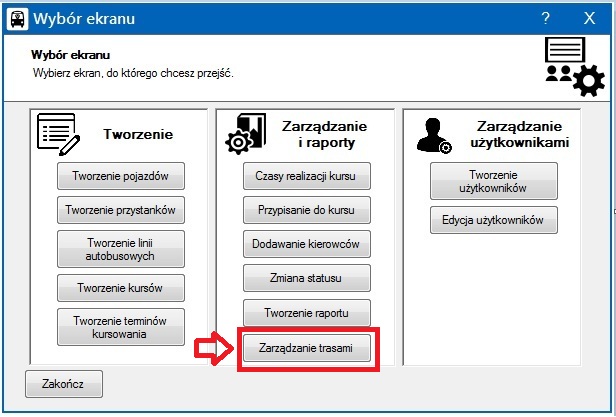 Wybór ekranu
? X
Wybór ekranu
Wybierz ekran, do którego chcesz przejść.
Tworzenie
Tworzenie pojazdów
Tworzenie przystanków
Tworzenie linii
autobusowych
Tworzenie kursów
Tworzenie terminów
kursowania
Zarządzanie
i raporty
Czasy realizacji kursu
Przypisanie do kursu
Dodawanie kierowców
Zmiana statusu
Tworzenie raportu
Zarządzanie trasami
Zarządzanie
użytkownikami
Tworzenie
użytkowników
Edycja użytkowników
Zakończ